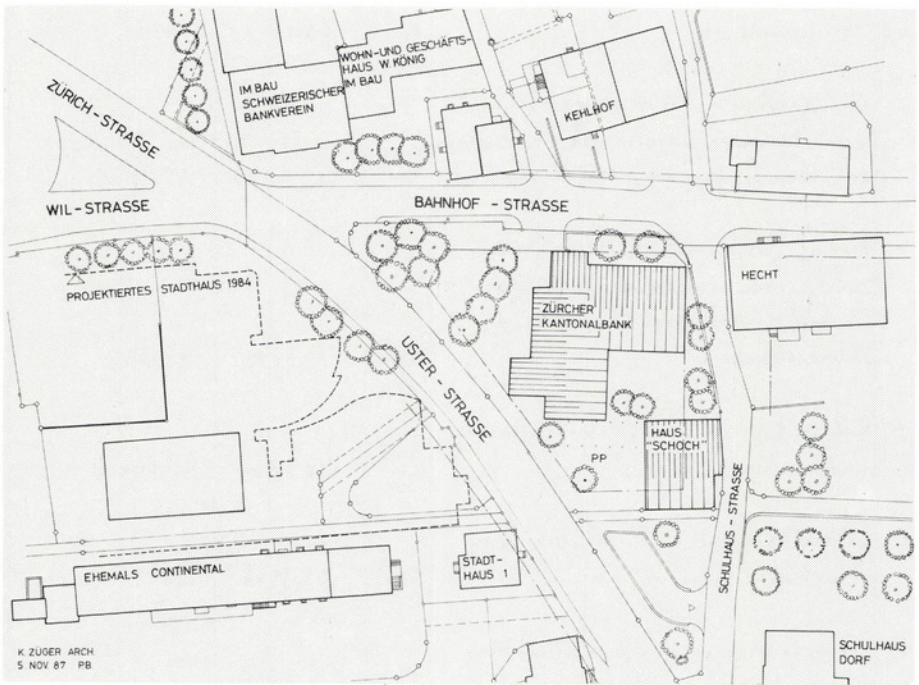 ZÜRICH-STRASSE
IM BAU
SCHWEIZERISCHER
BANKVEREIN
WOHN-UND GESCHÄFTS-
HAUS W. KÖNIG
IM BAU
KEHLHOF
WIL-STRASSE
BAHNHOF - STRASSE
PROJEKTIERTES STADTHAUS 1984
ZÜRCHER
KANTONALBANK
HECHT
USTER-STRASSE
HAUS
"SCHOCH"
PP
SCHULHAUS-STRASSE
EHEMALS CONTINENTAL
STADT-
HAUS 1
K. ZÜGER ARCH
5 NOV. 87 PB
SCHULHAUS
DORF